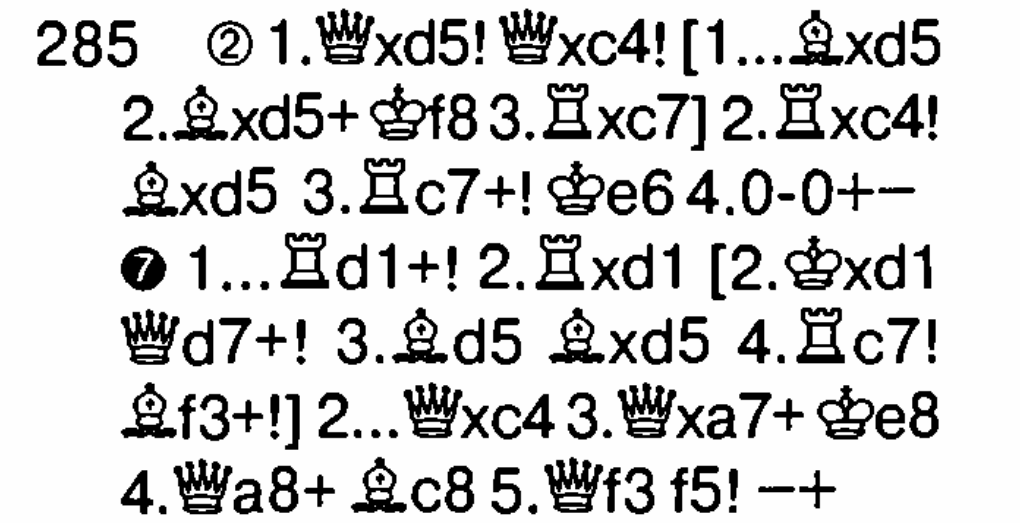 285 ② 1.♕xd5! ♕xc4! [1...♗xd5
2.♗xd5+ ♔f8 3.♖xc7] 2.♖xc4!
♗xd5 3.♖c7+! ♔e6 4.0-0+−
❼ 1...♖d1+! 2.♖xd1 [2.♔xd1
♕d7+! 3.♗d5 ♗xd5 4.♖c7!
♗f3+!] 2...♕xc4 3.♕xa7+ ♔e8
4.♕a8+ ♗c8 5.♕f3 f5! −+